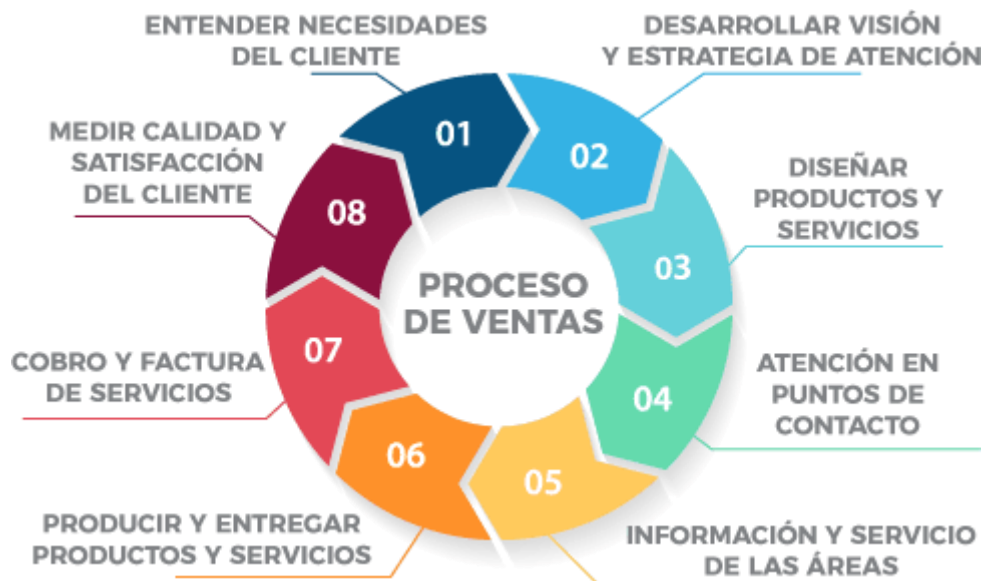 ENTENDER NECESIDADES
DEL CLIENTE
01
DESARROLLAR VISIÓN
Y ESTRATEGIA DE ATENCIÓN
02
DISEÑAR
PRODUCTOS Y
SERVICIOS
03
ATENCIÓN EN
PUNTOS DE
CONTACTO
04
INFORMACIÓN Y SERVICIO
DE LAS ÁREAS
05
PRODUCIR Y ENTREGAR
PRODUCTOS Y SERVICIOS
06
COBRO Y FACTURA
DE SERVICIOS
07
MEDIR CALIDAD Y
SATISFACCIÓN
DEL CLIENTE
08
PROCESO
DE VENTAS